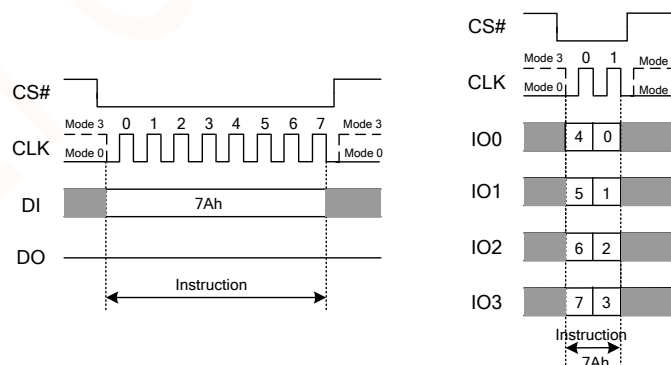 CS#
Mode 3 0 1 2 3 4 5 6 7 Mode 3
CLK
Mode 0 Mode 0
DI 7Ah
DO
Instruction
CS#
Mode 3 0 1 Mode
CLK
Mode 0 Mode
IO0 4 0
IO1 5 1
IO2 6 2
IO3 7 3
Instruction
7Ah